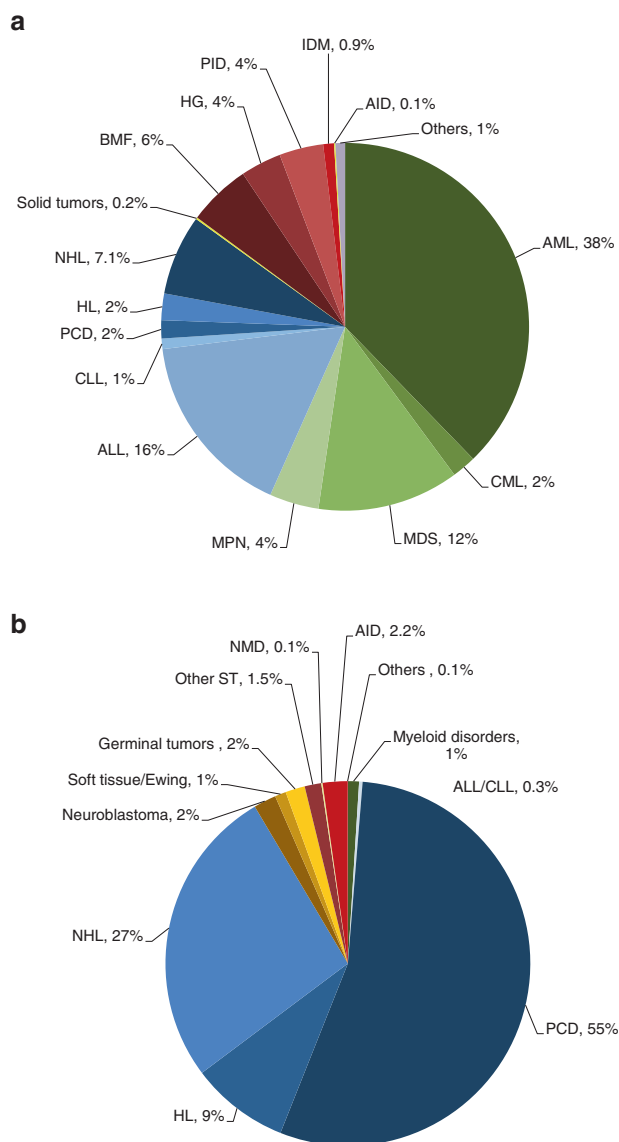 a
IDM, 0.9%
PID, 4%
HG, 4%
AID, 0.1%
Others, 1%
BMF, 6%
Solid tumors, 0.2%
AML, 38%
NHL, 7.1%
HL, 2%
PCD, 2%
CLL, 1%
ALL, 16%
CML, 2%
MPN, 4%
MDS, 12%
b
AID, 2.2%
NMD, 0.1%
Others , 0.1%
Other ST, 1.5%
Myeloid disorders,
1%
Germinal tumors , 2%
Soft tissue/Ewing, 1%
ALL/CLL, 0.3%
Neuroblastoma, 2%
NHL, 27%
PCD, 55%
HL, 9%